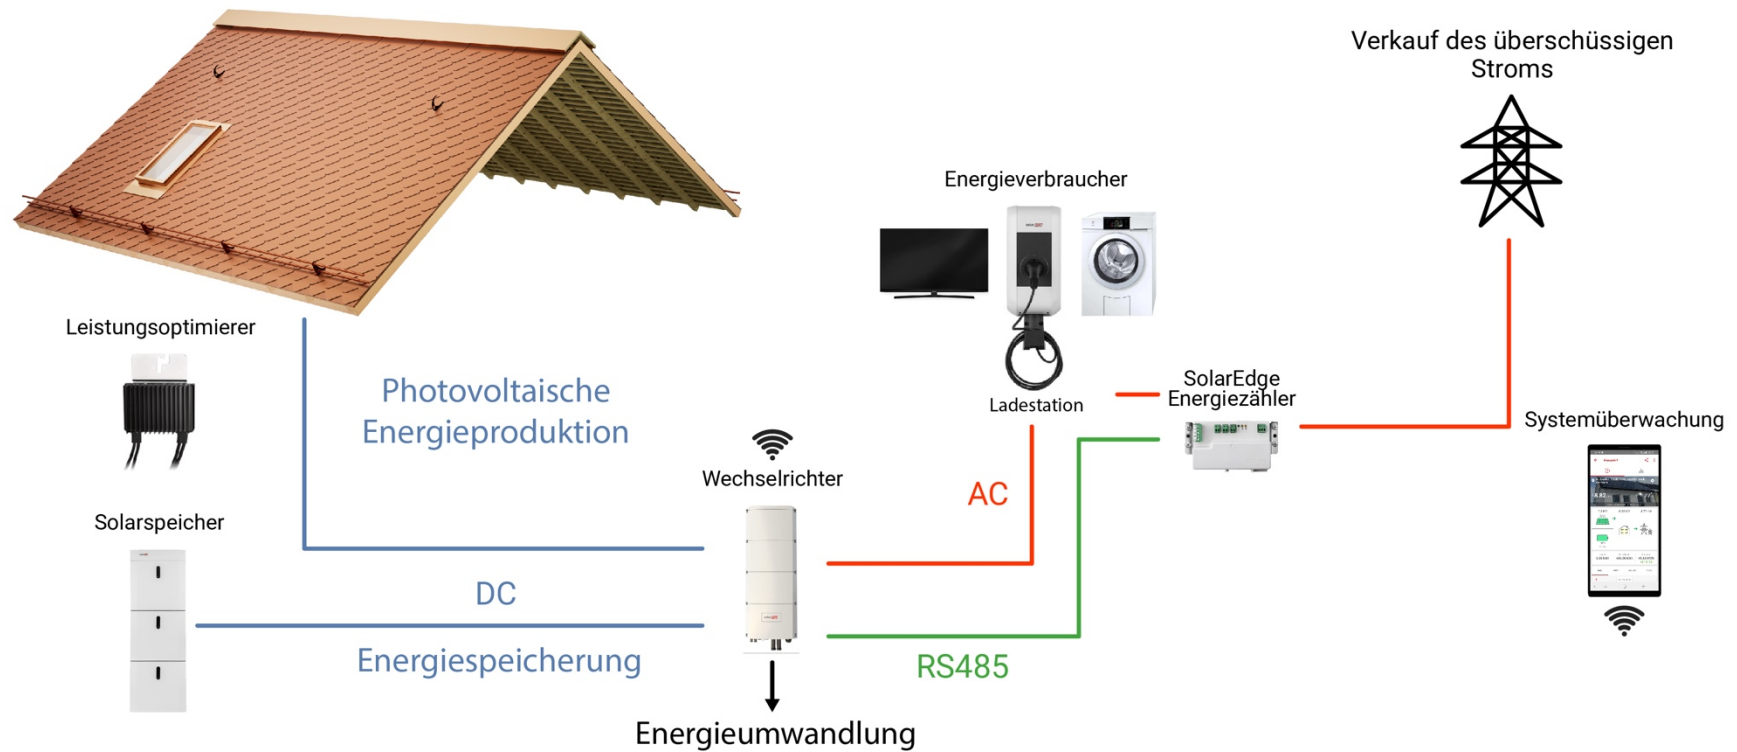 Verkauf des überschüssigen
Stroms
Energieverbraucher
Leistungsoptimierer
Photovoltaische
Energieproduktion
Ladestation
SolarEdge
Energiezähler
Systemüberwachung
Wechselrichter
AC
Solarspeicher
DC
Energiespeicherung
RS485
Energieumwandlung